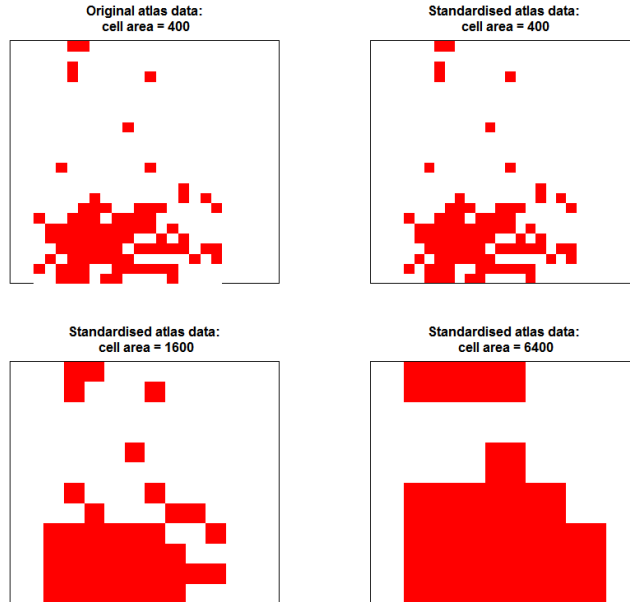 Original atlas data:
cell area = 400
Standardised atlas data:
cell area = 400
Standardised atlas data:
cell area = 1600
Standardised atlas data:
cell area = 6400